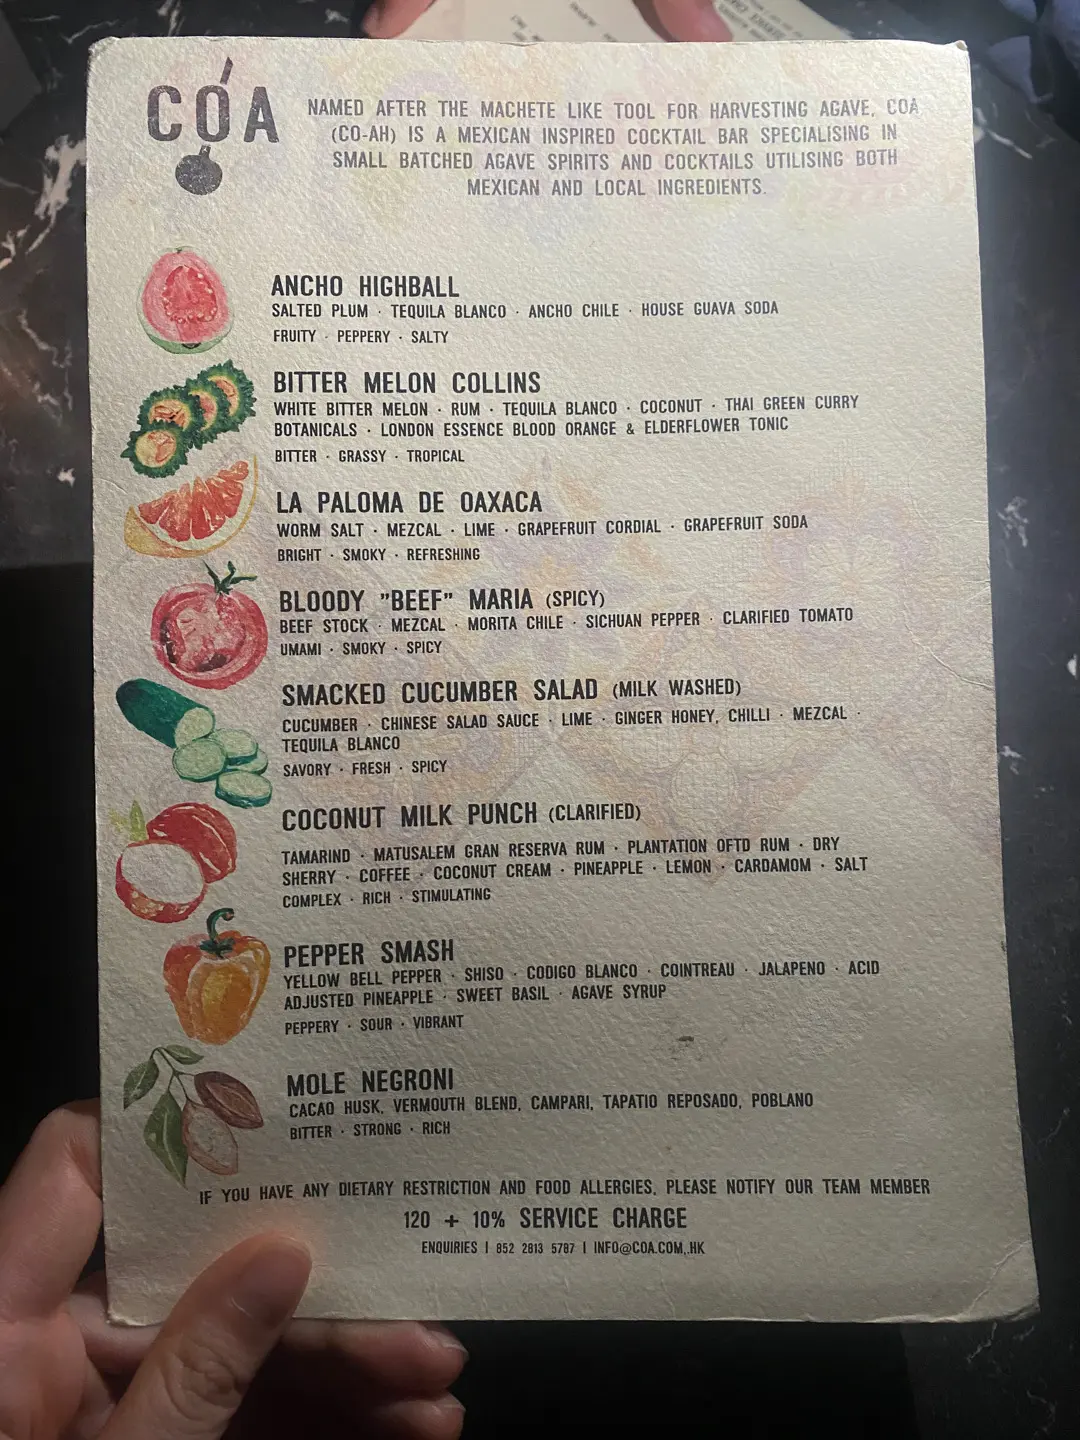 COA
NAMED AFTER THE MACHETE LIKE TOOL FOR HARVESTING AGAVE, COA
(CO-AH) IS A MEXICAN INSPIRED COCKTAIL BAR SPECIALISING IN
SMALL BATCHED AGAVE SPIRITS AND COCKTAILS UTILISING BOTH
MEXICAN AND LOCAL INGREDIENTS.
ANCHO HIGHBALL
SALTED PLUM · TEQUILA BLANCO · ANCHO CHILE · HOUSE GUAVA SODA
FRUITY · PEPPERY · SALTY
BITTER MELON COLLINS
WHITE BITTER MELON · RUM · TEQUILA BLANCO · COCONUT · THAI GREEN CURRY
BOTANICALS · LONDON ESSENCE BLOOD ORANGE & ELDERFLOWER TONIC
BITTER · GRASSY · TROPICAL
LA PALOMA DE OAXACA
WORM SALT · MEZCAL · LIME · GRAPEFRUIT CORDIAL · GRAPEFRUIT SODA
BRIGHT · SMOKY · REFRESHING
BLOODY "BEEF" MARIA (SPICY)
BEEF STOCK · MEZCAL · MORITA CHILE · SICHUAN PEPPER · CLARIFIED TOMATO
UMAMI · SMOKY · SPICY
SMACKED CUCUMBER SALAD (MILK WASHED)
CUCUMBER · CHINESE SALAD SAUCE · LIME · GINGER HONEY, CHILLI · MEZCAL ·
TEQUILA BLANCO
SAVORY · FRESH · SPICY
COCONUT MILK PUNCH (CLARIFIED)
TAMARIND · MATUSALEM GRAN RESERVA RUM · PLANTATION OFTD RUM · DRY
SHERRY · COFFEE · COCONUT CREAM · PINEAPPLE · LEMON · CARDAMOM · SALT
COMPLEX · RICH · STIMULATING
PEPPER SMASH
YELLOW BELL PEPPER · SHISO · CODIGO BLANCO · COINTREAU · JALAPENO · ACID
ADJUSTED PINEAPPLE · SWEET BASIL · AGAVE SYRUP
PEPPERY · SOUR · VIBRANT
MOLE NEGRONI
CACAO HUSK, VERMOUTH BLEND, CAMPARI, TAPATIO REPOSADO, POBLANO
BITTER · STRONG · RICH
IF YOU HAVE ANY DIETARY RESTRICTION AND FOOD ALLERGIES, PLEASE NOTIFY OUR TEAM MEMBER
120 + 10% SERVICE CHARGE
ENQUIRIES | 852 2813 5787 | INFO@COA.COM,.HK